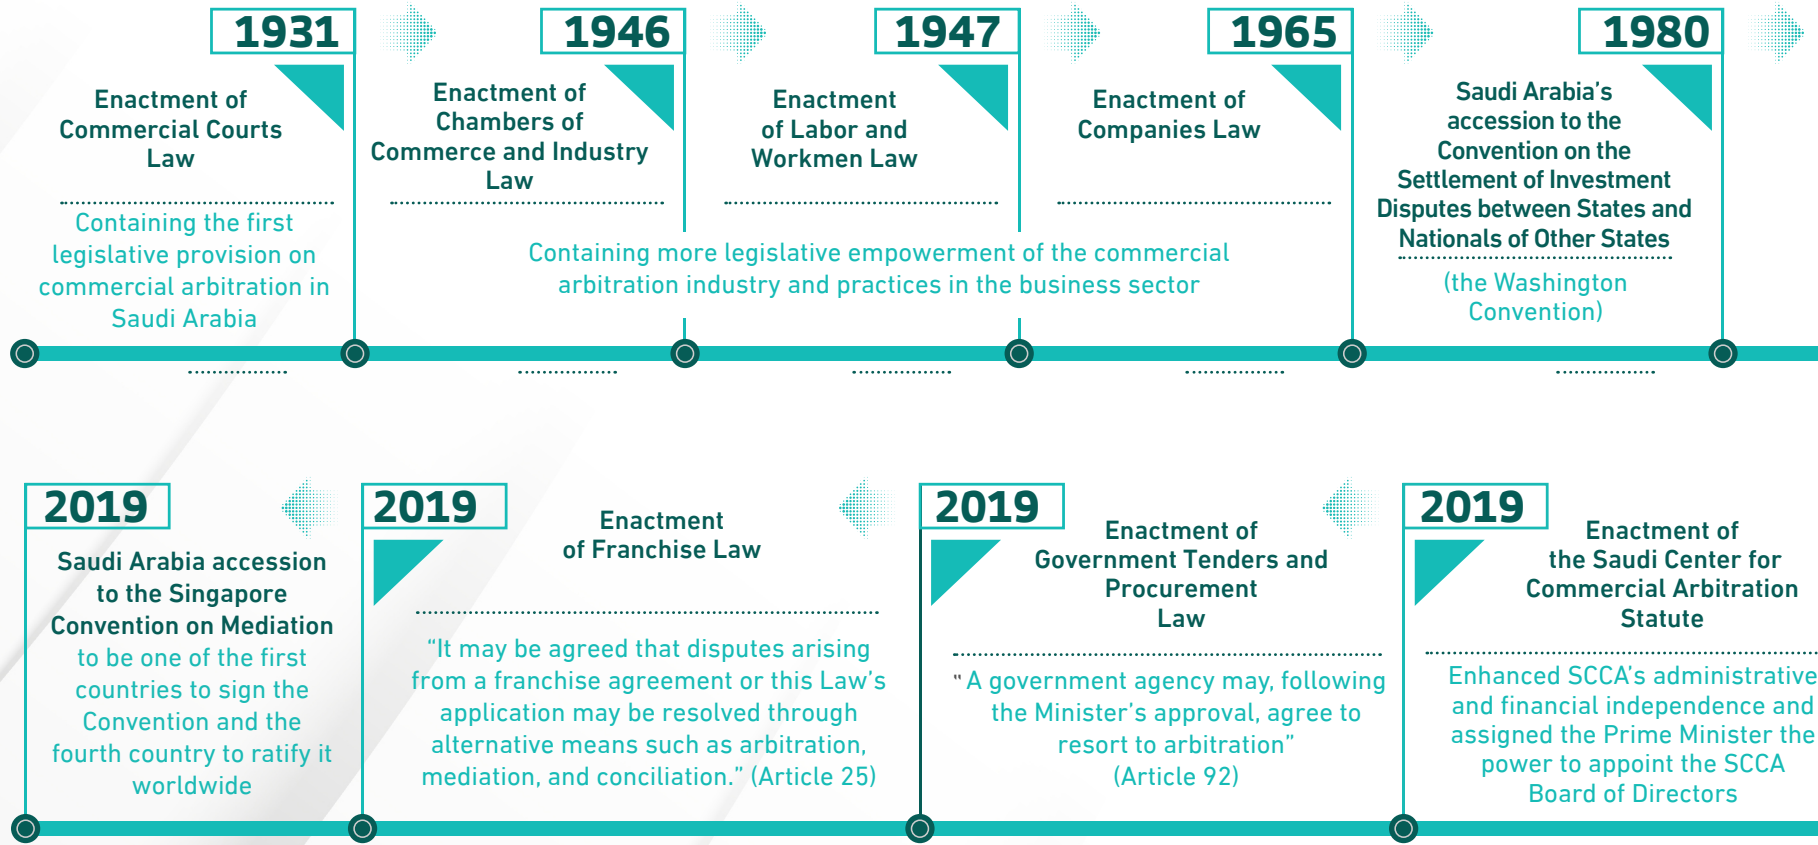 1931
Enactment of
Commercial Courts
Law
Containing the first
legislative provision on
commercial arbitration in
Saudi Arabia
1946
Enactment of
Chambers of
Commerce and Industry
Law
1947
Enactment
of Labor and
Workmen Law
1965
Enactment of
Companies Law
Containing more legislative empowerment of the commercial
arbitration industry and practices in the business sector
1980
Saudi Arabia's
accession to the
Convention on the
Settlement of Investment
Disputes between States and
Nationals of Other States
(the Washington
Convention)
2019
Saudi Arabia accession
to the Singapore
Convention on Mediation
to be one of the first
countries to sign the
Convention and the
fourth country to ratify it
worldwide
2019
Enactment
of Franchise Law
“It may be agreed that disputes arising
from a franchise agreement or this Law's
application may be resolved through
alternative means such as arbitration,
mediation, and conciliation.” (Article 25)
2019
Enactment of
Government Tenders and
Procurement
Law
“A government agency may, following
the Minister's approval, agree to
resort to arbitration”
(Article 92)
2019
Enactment of
the Saudi Center for
Commercial Arbitration
Statute
Enhanced SCCA's administrative
and financial independence and
assigned the Prime Minister the
power to appoint the SCCA
Board of Directors